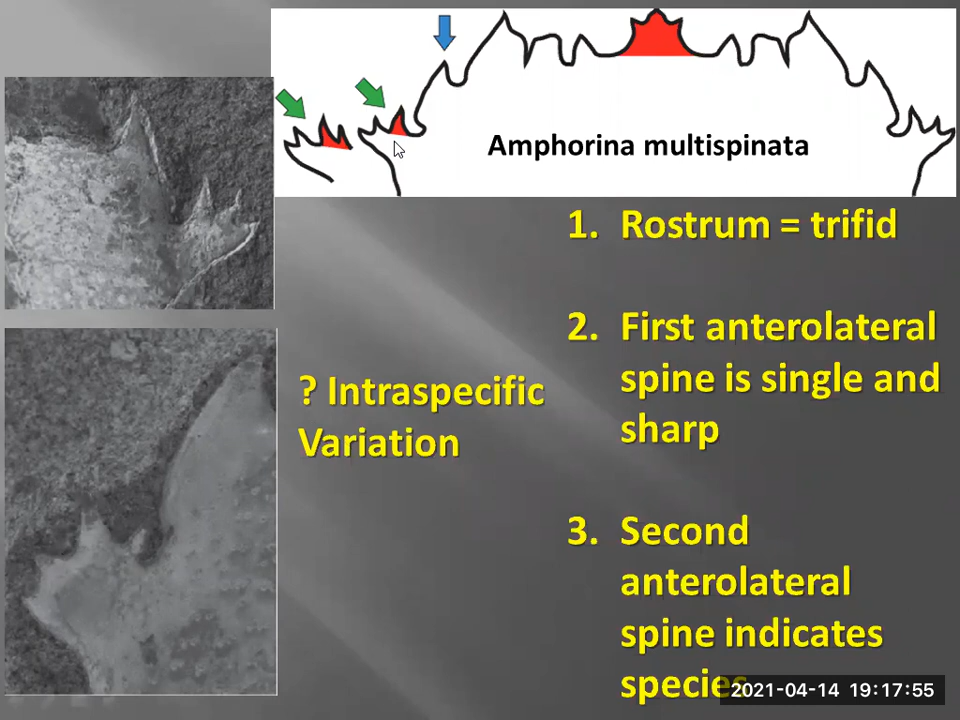 Amphorina multispinata
1. Rostrum = trifid
2. First anterolateral
spine is single and
sharp
? Intraspecific
Variation
3. Second
anterolateral
spine indicates
species
2021-04-14 19:17:55